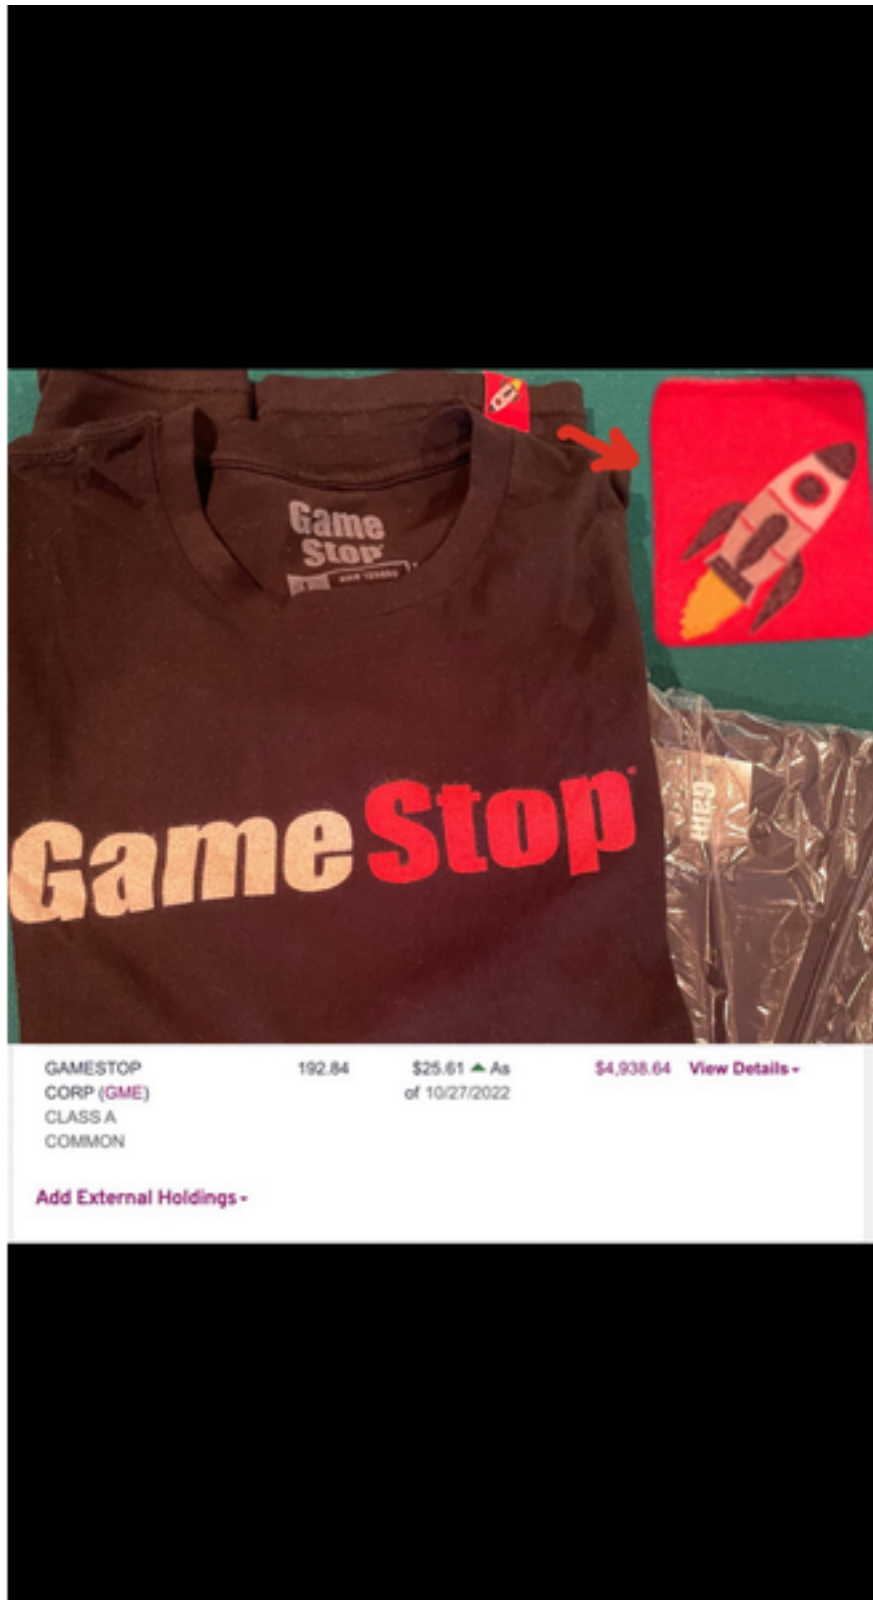 Game
Stop
GameStop
GAMESTOP 192.84 $25.61 As $4,938.64 View Details
CORP (GME) of 10/27/2022
CLASS A
COMMON
Add External Holdings